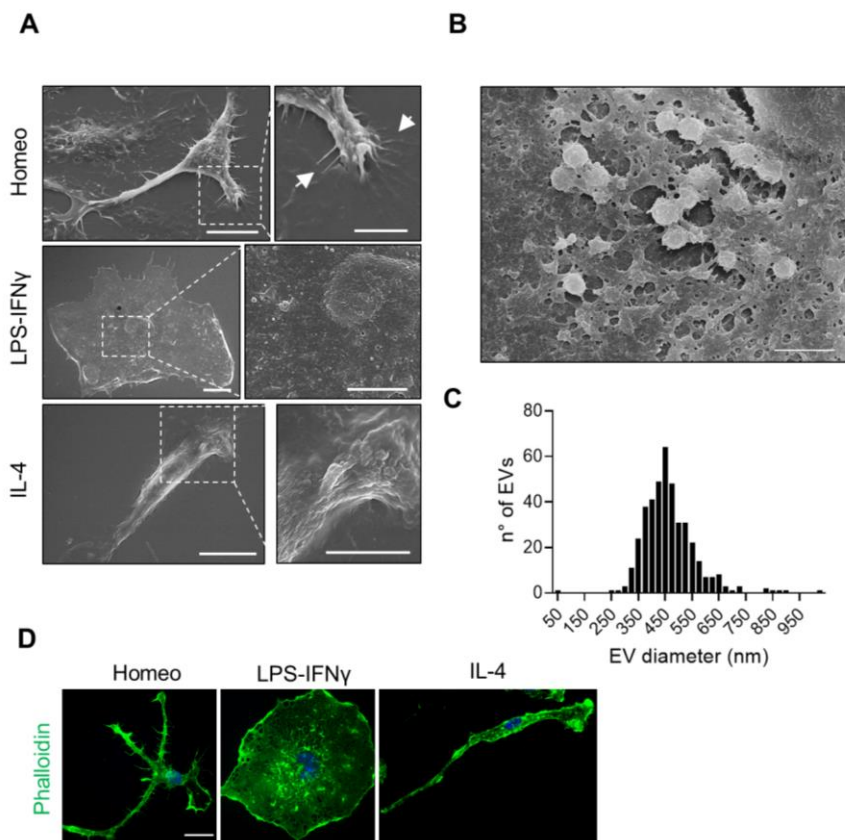 A
B
Homeo
LPS-IFNγ
IL-4
C
80
60
40
20
0
n° of EVs
50
150
250
350
450
550
650
750
850
950
EV diameter (nm)
D
Homeo
LPS-IFNγ
IL-4
Phalloidin